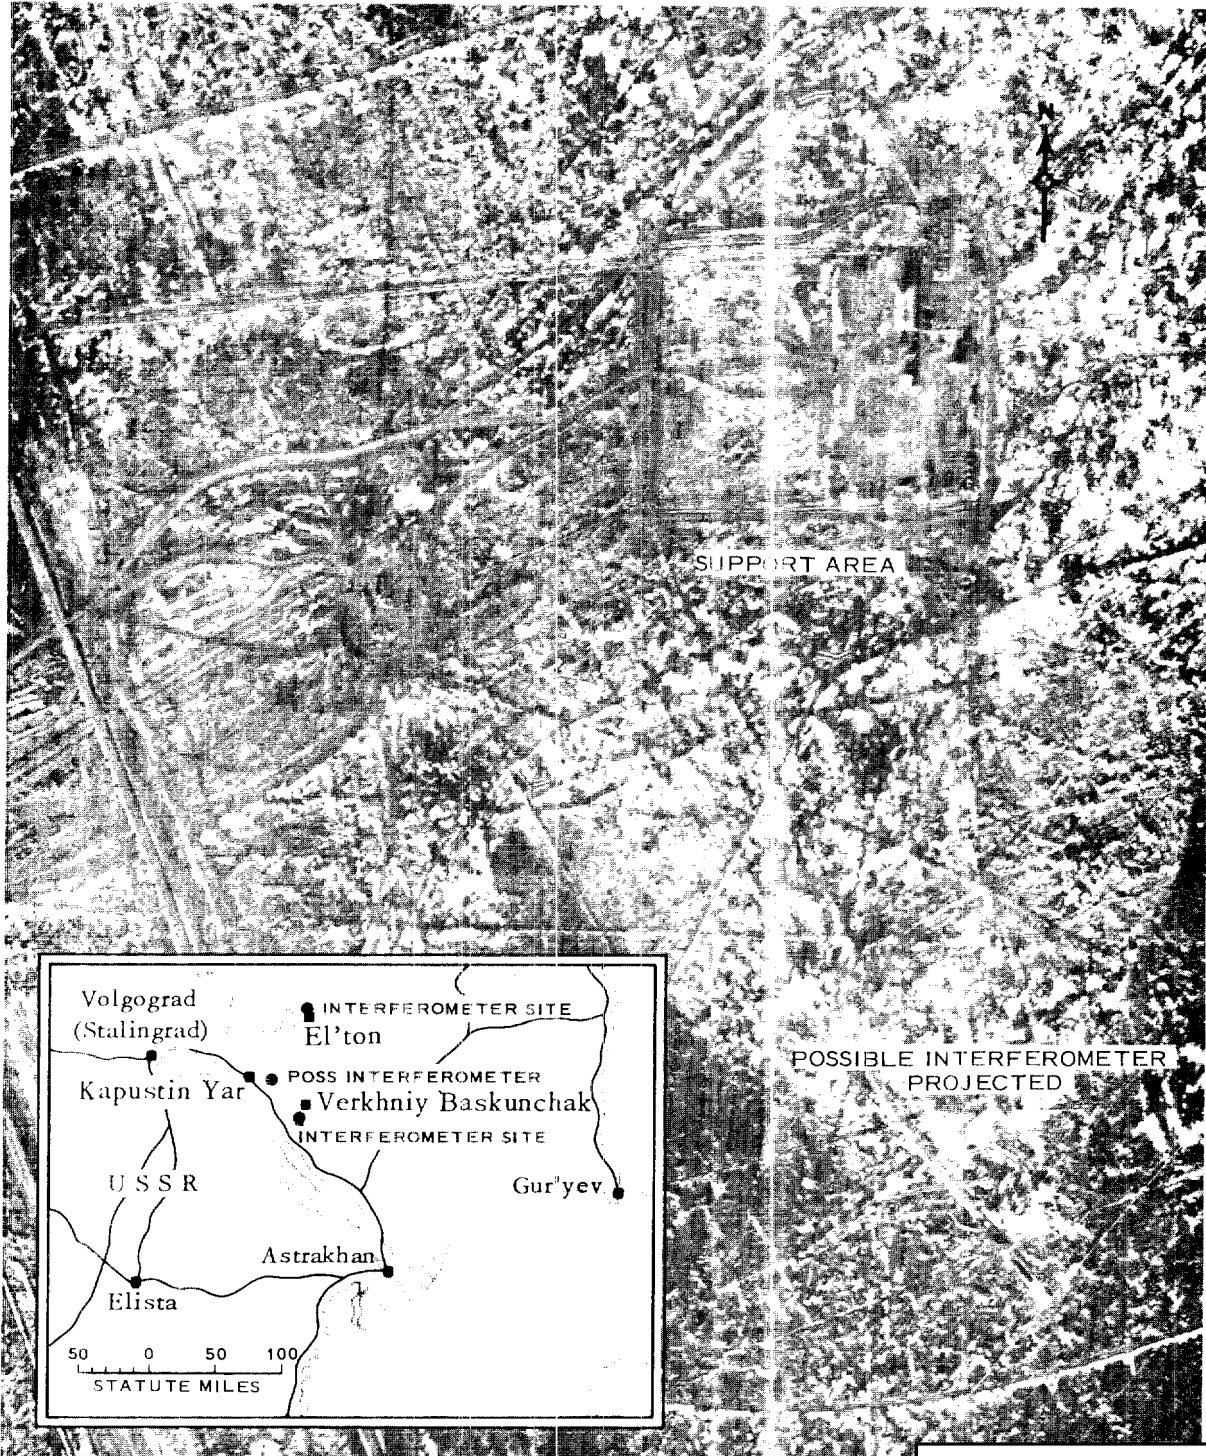 N
SUPPORT AREA
POSSIBLE INTERFEROMETER
PROJECTED
Volgograd
(Stalingrad)
INTERFEROMETER SITE
El'ton
Kapustin Yar
POSS INTERFEROMETER
Verkhniy Baskunchak
INTERFEROMETER SITE
USSR
Gur'yev
Astrakhan
Elista
50 0 50 100
STATUTE MILES